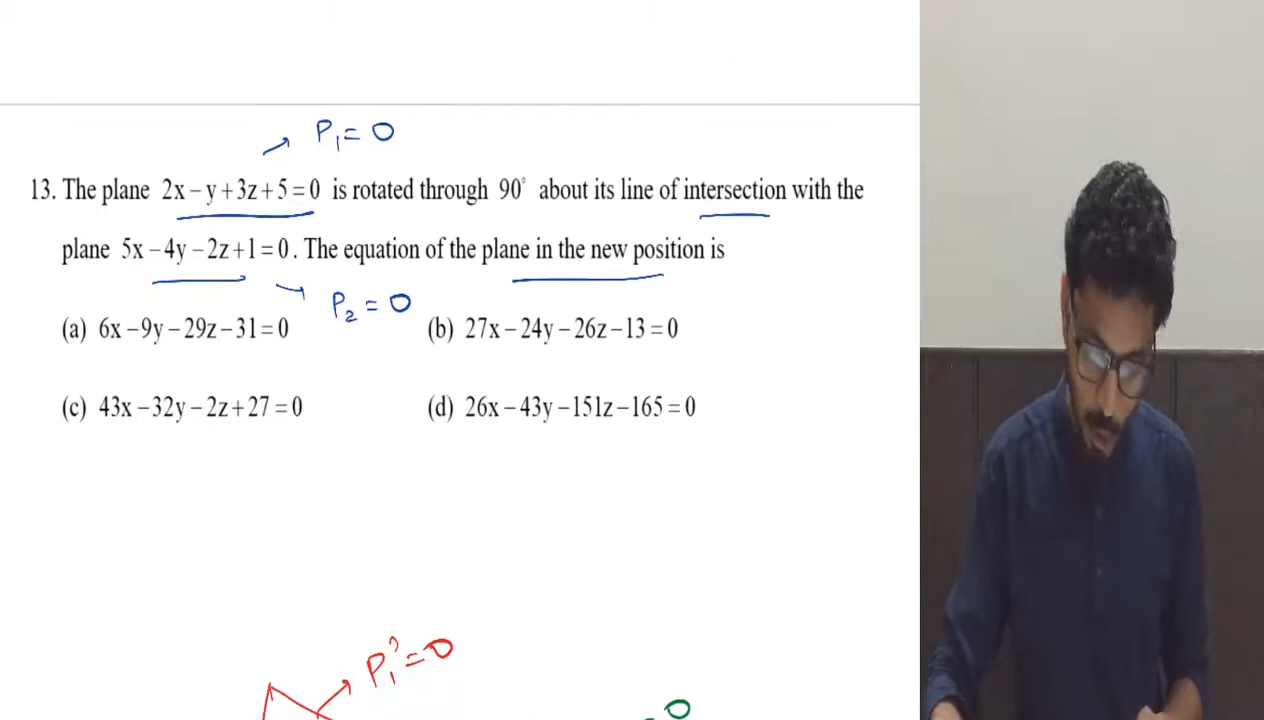 P₁ = 0
13. The plane 2x − y + 3z + 5 = 0 is rotated through 90° about its line of intersection with the
plane 5x − 4y − 2z + 1 = 0. The equation of the plane in the new position is
P₂ = 0
(a) 6x − 9y − 29z − 31 = 0 (b) 27x − 24y − 26z − 13 = 0
(c) 43x − 32y − 2z + 27 = 0 (d) 26x − 43y − 151z − 165 = 0
P₁' = 0
= 0